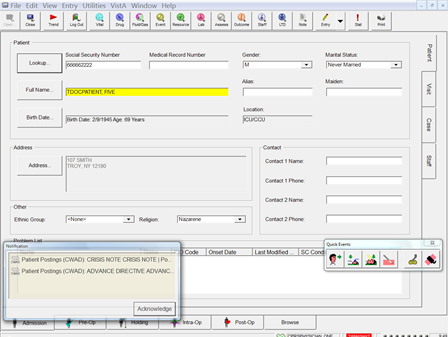 File Edit View Entry Utilities VistA Window Help
Close Trend Log Out Vital Drug Fluid/Gas Event Resource Lab Assess Outcome Staff LTD Note Entry Stat Print
Patient
Social Security Number Medical Record Number Gender: Marital Status:
Lookup... 666662222 M Never Married
Alias: Maiden:
Full Name... TDOCPATIENT, FIVE
Location:
Birth Date... Birth Date: 2/9/1945 Age: 69 Years ICU/CCU
Patient
Visit
Case
Staff
Address
Address... 107 SMITH
TROY, NY 12180
Contact
Contact 1 Name:
Contact 1 Phone:
Contact 2 Name:
Contact 2 Phone:
Other
Ethnic Group: <None> Religion: Nazarene
Problem List
Code Onset Date Last Modified ... SC Cond
Notification
Patient Postings (CWAD): CRISIS NOTE CRISIS NOTE (Po...
Patient Postings (CWAD): ADVANCE DIRECTIVE ADVANC...
Acknowledge
Quick Events
Admission Pre-Op Holding Intra-Op Post-Op Browse